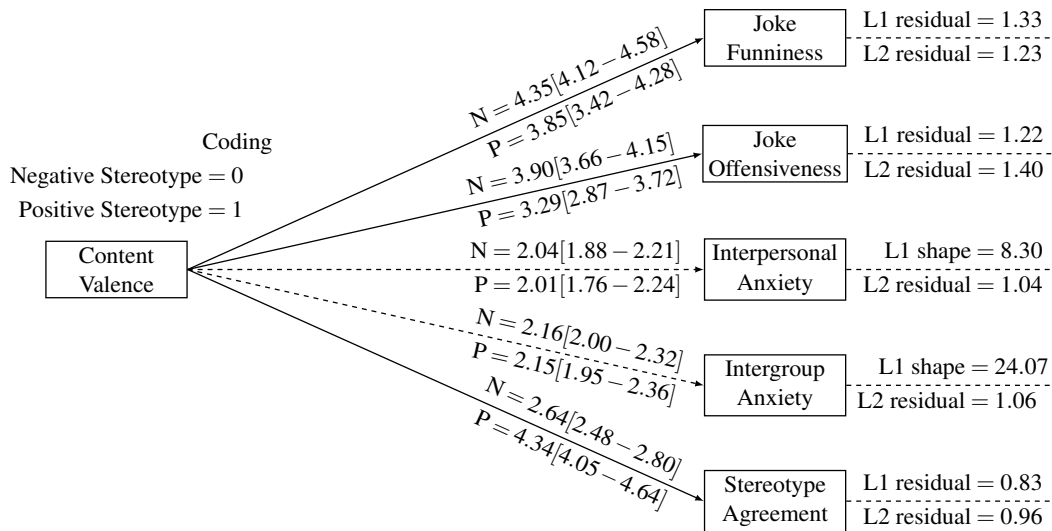 Coding
Negative Stereotype = 0
Positive Stereotype = 1
Content
Valence
N = 4.35[4.12 − 4.58]
P = 3.85[3.42 − 4.28]
Joke
Funniness
L1 residual = 1.33
L2 residual = 1.23
N = 3.90[3.66 − 4.15]
P = 3.29[2.87 − 3.72]
Joke
Offensiveness
L1 residual = 1.22
L2 residual = 1.40
N = 2.04[1.88 − 2.21]
P = 2.01[1.76 − 2.24]
Interpersonal
Anxiety
L1 shape = 8.30
L2 residual = 1.04
N = 2.16[2.00 − 2.32]
P = 2.15[1.95 − 2.36]
Intergroup
Anxiety
L1 shape = 24.07
L2 residual = 1.06
N = 2.64[2.48 − 2.80]
P = 4.34[4.05 − 4.64]
Stereotype
Agreement
L1 residual = 0.83
L2 residual = 0.96